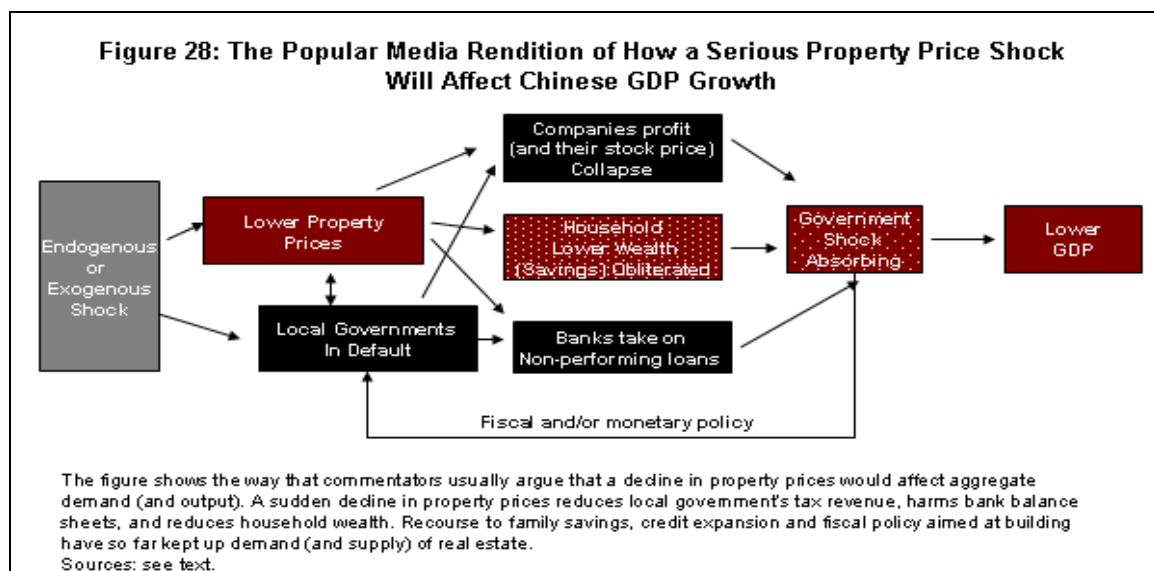 Figure 28: The Popular Media Rendition of How a Serious Property Price Shock
Will Affect Chinese GDP Growth
Companies profit
(and their stock price)
Collapse
Endogenous
or
Exogenous
Shock
Lower Property
Prices
Household
Lower Wealth
(Savings) Obliterated
Government
Shock
Absorbing
Lower
GDP
Local Governments
In Default
Banks take on
Non-performing loans
Fiscal and/or monetary policy
The figure shows the way that commentators usually argue that a decline in property prices would affect aggregate
demand (and output). A sudden decline in property prices reduces local government's tax revenue, harms bank balance
sheets, and reduces household wealth. Recourse to family savings, credit expansion and fiscal policy aimed at building
have so far kept up demand (and supply) of real estate.
Sources: see text.